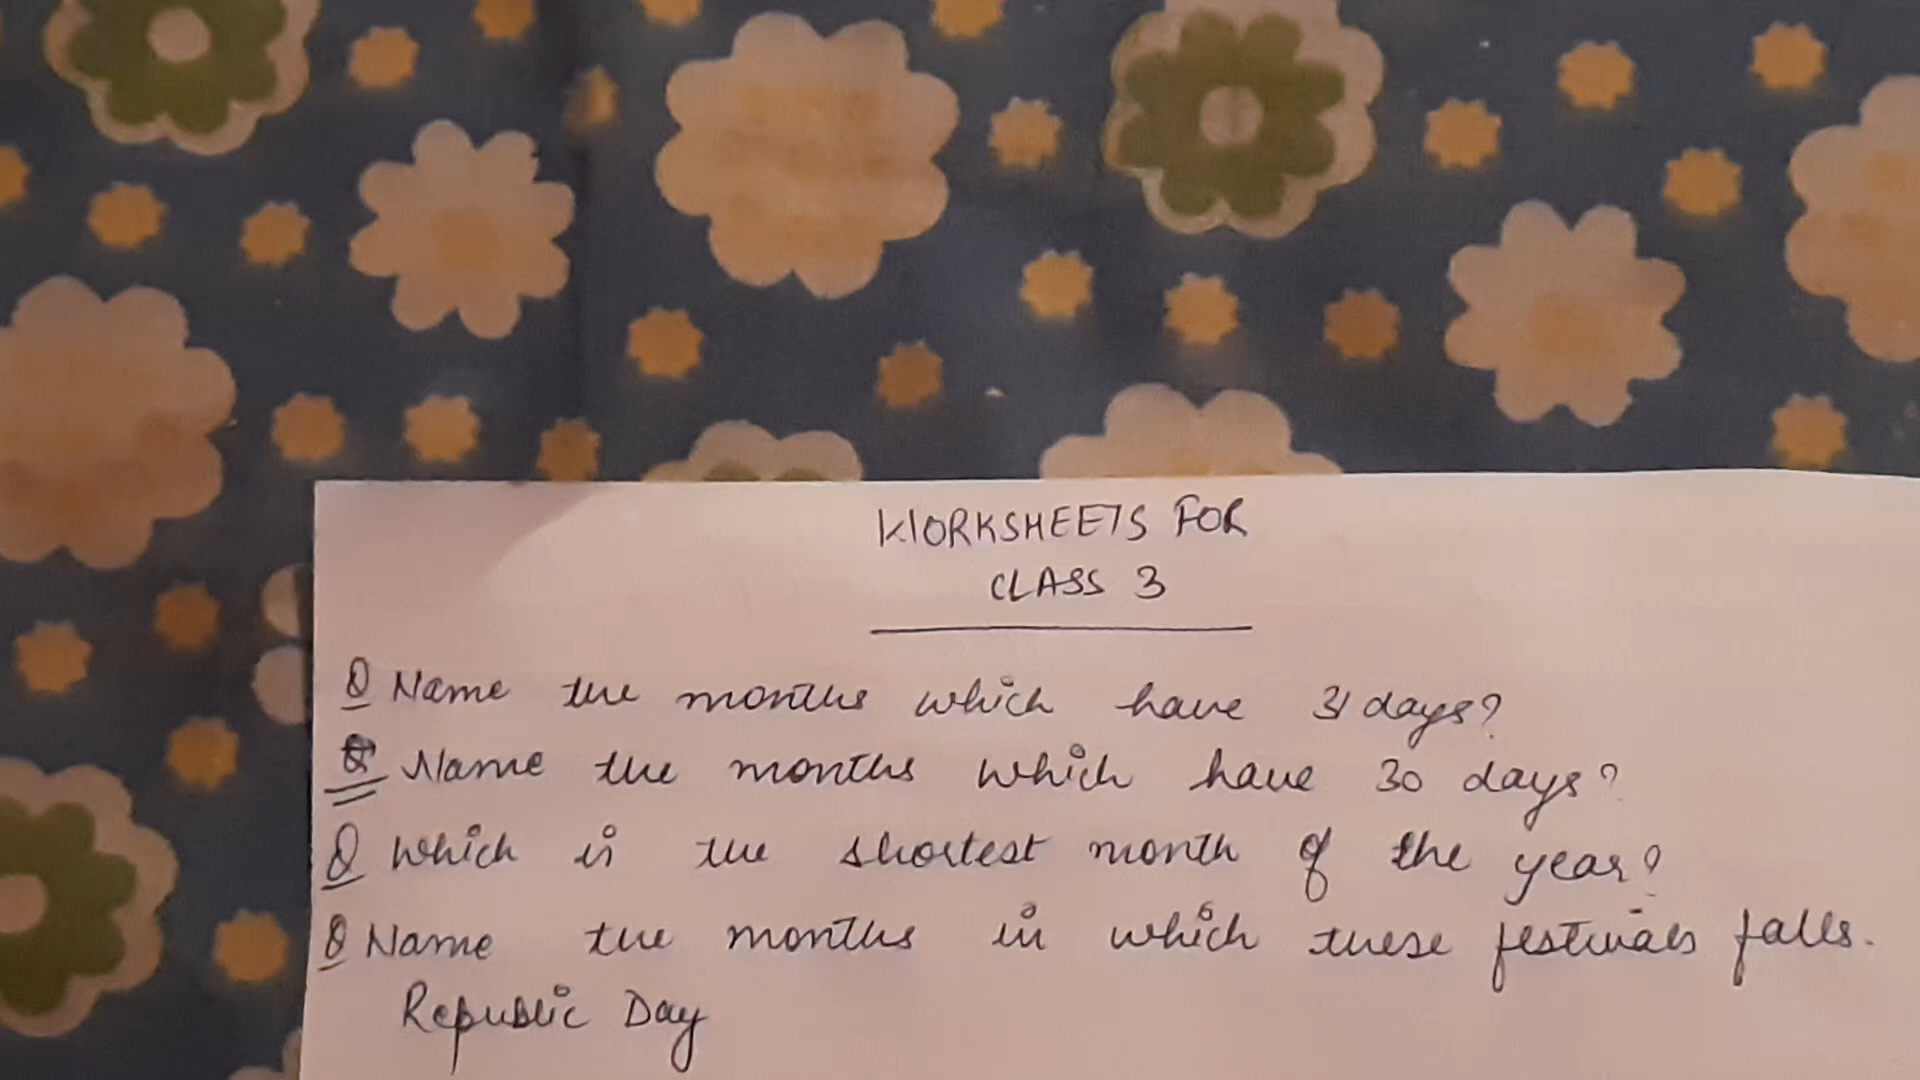 WORKSHEETS FOR
CLASS 3
Q Name the months which have 31 days?
Q Name the months which have 30 days?
Q Which is the shortest month of the year?
Q Name the months in which these festivals falls.
Republic Day